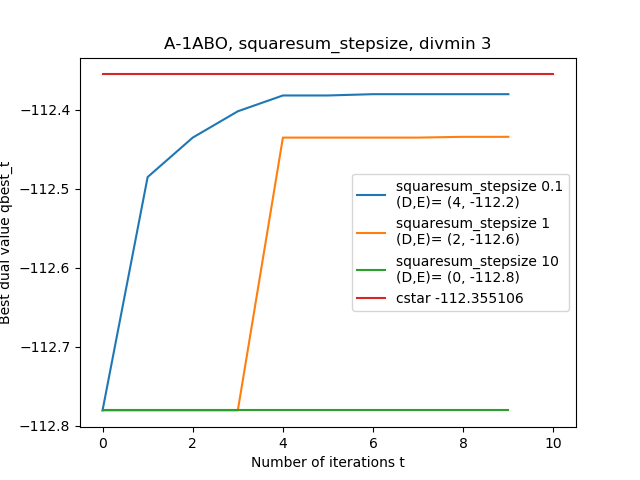 A-1ABO, squaresum_stepsize, divmin 3
Best dual value qbest_t
−112.4
−112.5
−112.6
−112.7
−112.8
squaresum_stepsize 0.1
(D,E)= (4, -112.2)
squaresum_stepsize 1
(D,E)= (2, -112.6)
squaresum_stepsize 10
(D,E)= (0, -112.8)
cstar -112.355106
0 2 4 6 8 10
Number of iterations t